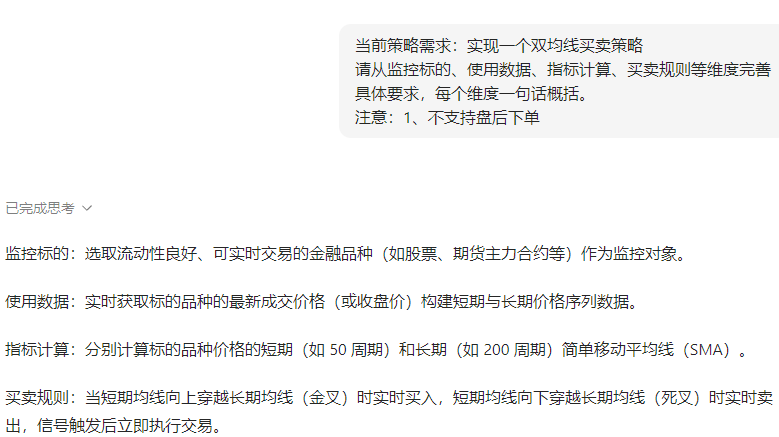 当前策略需求：实现一个双均线买卖策略
请从监控标的、使用数据、指标计算、买卖规则等维度完善
具体要求，每个维度一句话概括。
注意：1、不支持盘后下单
已完成思考
监控标的：选取流动性良好、可实时交易的金融品种（如股票、期货主力合约等）作为监控对象。
使用数据：实时获取标的品种的最新成交价格（或收盘价）构建短期与长期价格序列数据。
指标计算：分别计算标的品种价格的短期（如 50 周期）和长期（如 200 周期）简单移动平均线（SMA）。
买卖规则：当短期均线向上穿越长期均线（金叉）时实时买入，短期均线向下穿越长期均线（死叉）时实时卖
出，信号触发后立即执行交易。